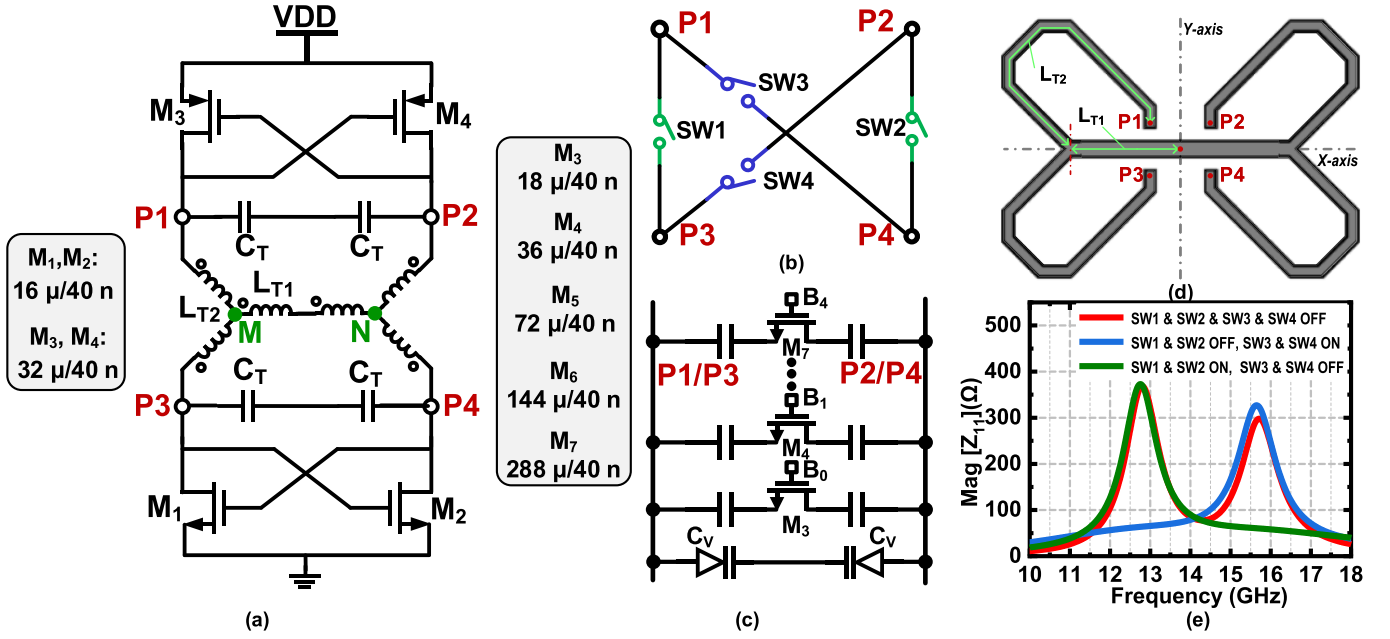 VDD
M3
M4
P1
P2
CT
CT
LT1
LT2
M
N
CT
CT
P3
P4
M1
M2
(a)
M1,M2:
16 μ/40 n
M3, M4:
32 μ/40 n
M3
18 μ/40 n
M4
36 μ/40 n
M5
72 μ/40 n
M6
144 μ/40 n
M7
288 μ/40 n
P1
P2
SW3
SW1
SW2
SW4
P3
P4
(b)
B4
M7
P1/P3
P2/P4
B1
M4
B0
M3
CV
CV
(c)
Y-axis
LT2
P1
P2
LT1
X-axis
P3
P4
(d)
SW1 & SW2 & SW3 & SW4 OFF
SW1 & SW2 OFF, SW3 & SW4 ON
SW1 & SW2 ON, SW3 & SW4 OFF
Mag [Z11](Ω)
500
400
300
200
100
0
10 11 12 13 14 15 16 17 18
Frequency (GHz)
(e)